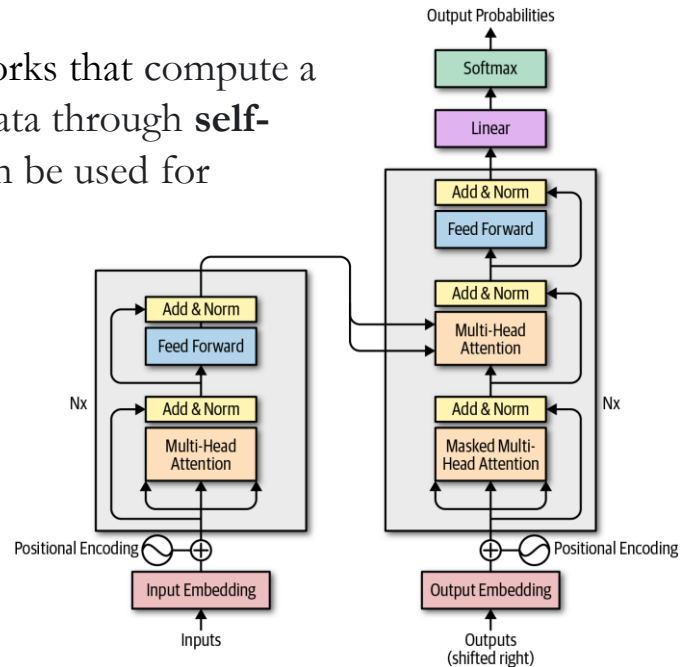 orks that compute a
ata through self-
n be used for
Output Probabilities
Softmax
Linear
Add & Norm
Feed Forward
Add & Norm
Multi-Head
Attention
Add & Norm
Masked Multi-
Head Attention
Nx
Positional Encoding
Output Embedding
Outputs
(shifted right)
Add & Norm
Feed Forward
Nx
Add & Norm
Multi-Head
Attention
Positional Encoding
Input Embedding
Inputs